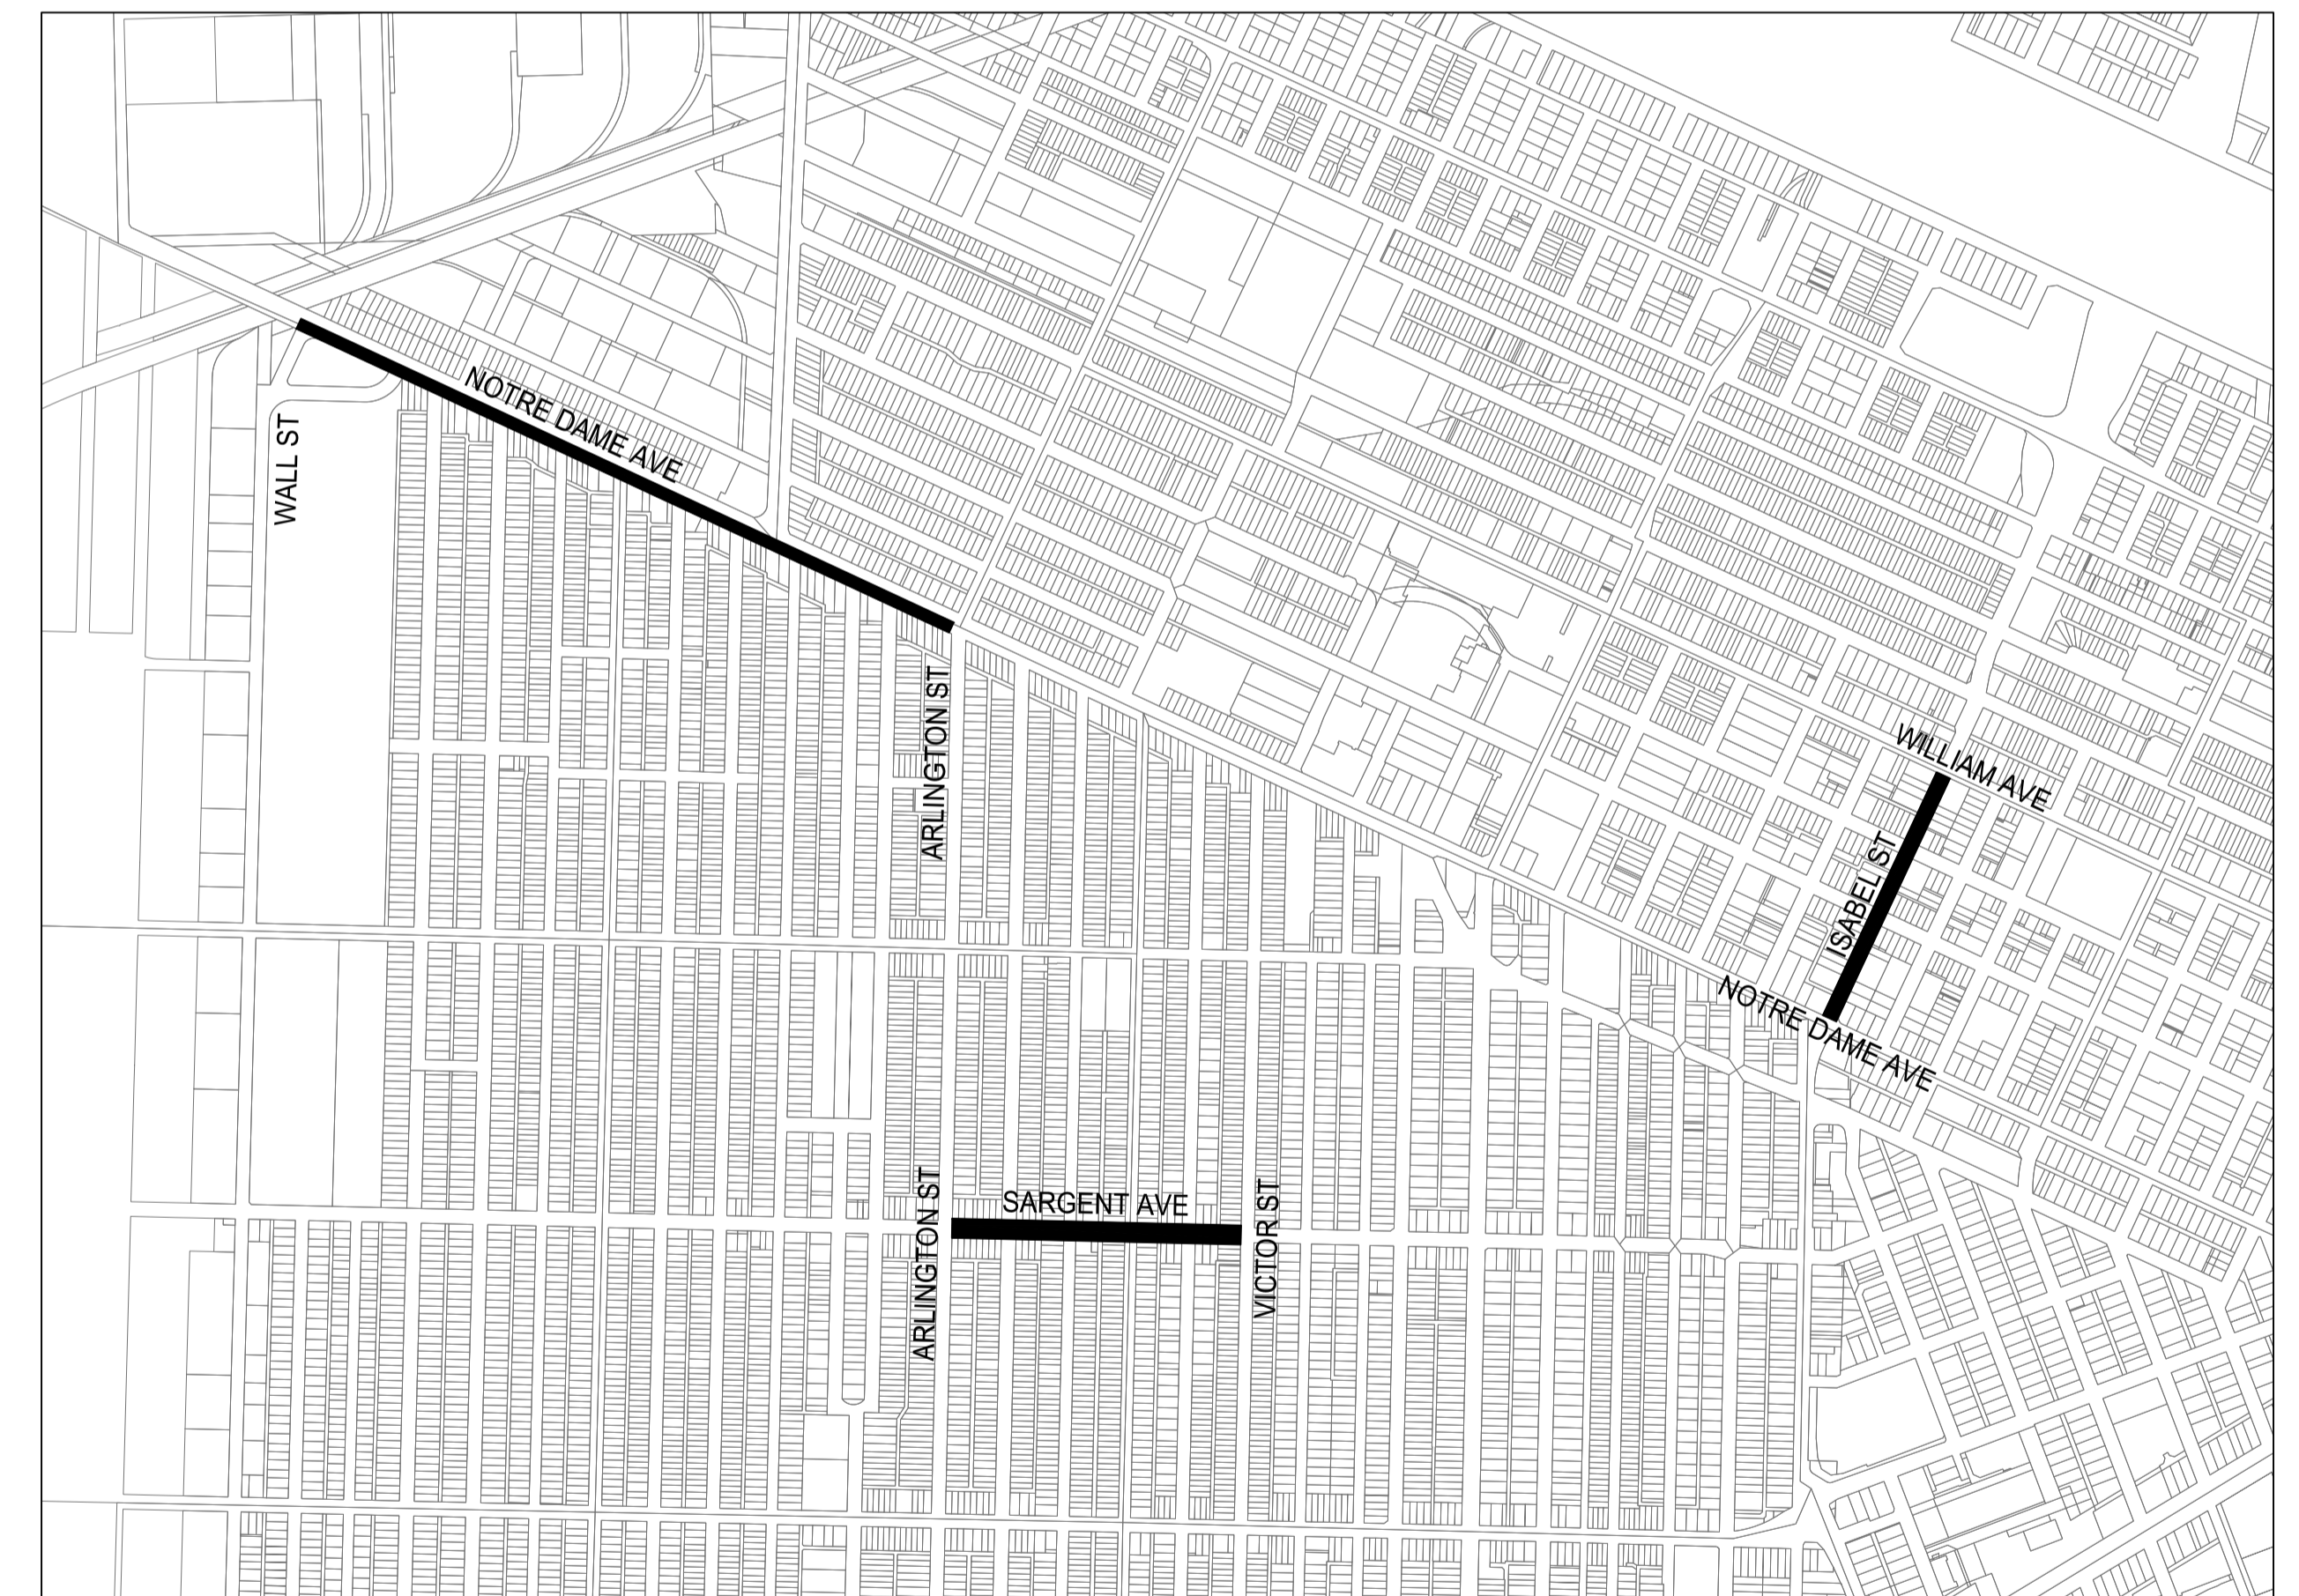 NOTRE DAME AVE
WALL ST
ARLINGTON ST
WILLIAM AVE
ISABEL ST
NOTRE DAME AVE
ARLINGTON ST
SARGENT AVE
VICTOR ST